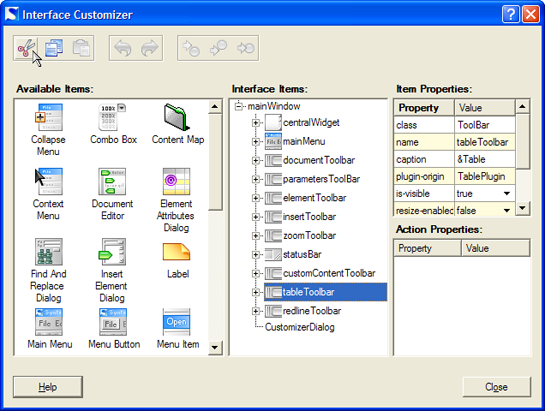 Interface Customizer
Available Items:
Collapse
Menu
Combo Box
Content Map
Context
Menu
Document
Editor
Element
Attributes
Dialog
Find And
Replace
Dialog
Insert
Element
Dialog
Label
Main Menu
Menu Button
Open
Menu Item
Interface Items:
mainWindow
centralWidget
mainMenu
documentToolbar
parametersToolBar
elementToolbar
insertToolbar
zoomToolbar
statusBar
customContentToolbar
tableToolbar
redlineToolbar
CustomizerDialog
Item Properties:
Property Value
class ToolBar
name tableToolbar
caption &Table
plugin-origin TablePlugin
is-visible true
resize-enabled false
Action Properties:
Property Value
Help
Close